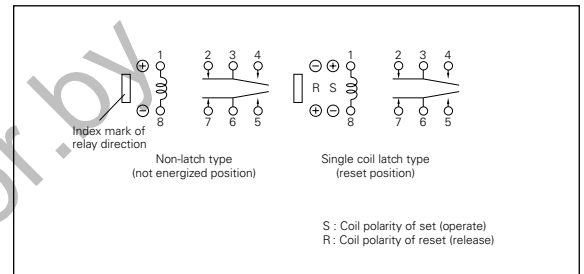 1 2 3 4 1 2 3 4
⊕ ⊖ ⊕
R S
⊖ ⊕ ⊖
8 7 6 5 8 7 6 5
Index mark of
relay direction
Non-latch type
(not energized position)
Single coil latch type
(reset position)
S : Coil polarity of set (operate)
R : Coil polarity of reset (release)
or.by